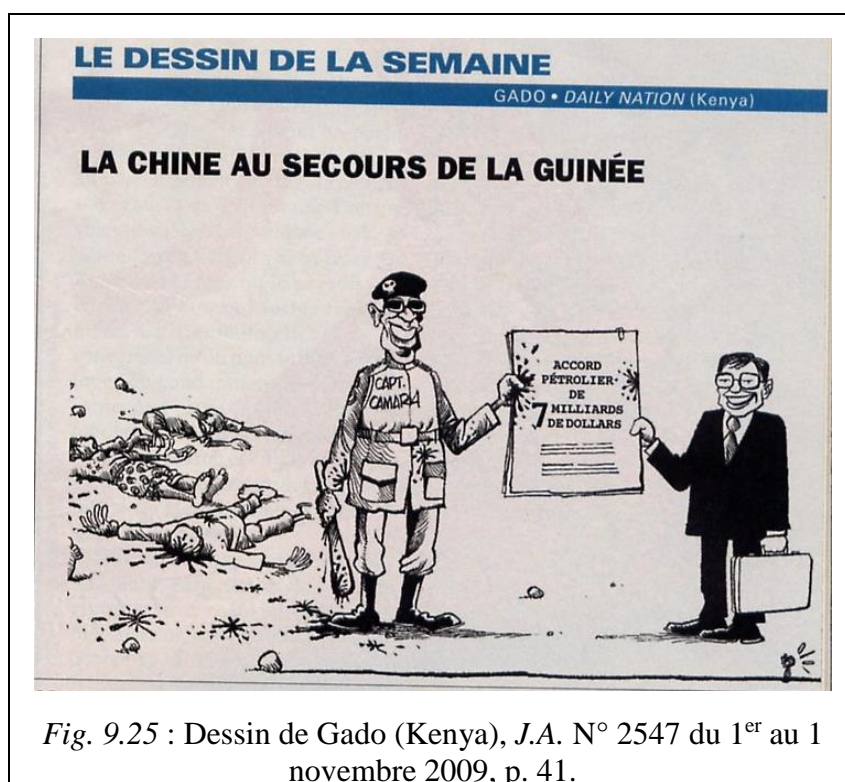 LE DESSIN DE LA SEMAINE
GADO • DAILY NATION (Kenya)
LA CHINE AU SECOURS DE LA GUINÉE
CAPT.
CAMARA
ACCORD
PÉTROLIER
DE
7 MILLIARDS
DE DOLLARS
Fig. 9.25 : Dessin de Gado (Kenya), J.A. N° 2547 du 1er au 1
novembre 2009, p. 41.